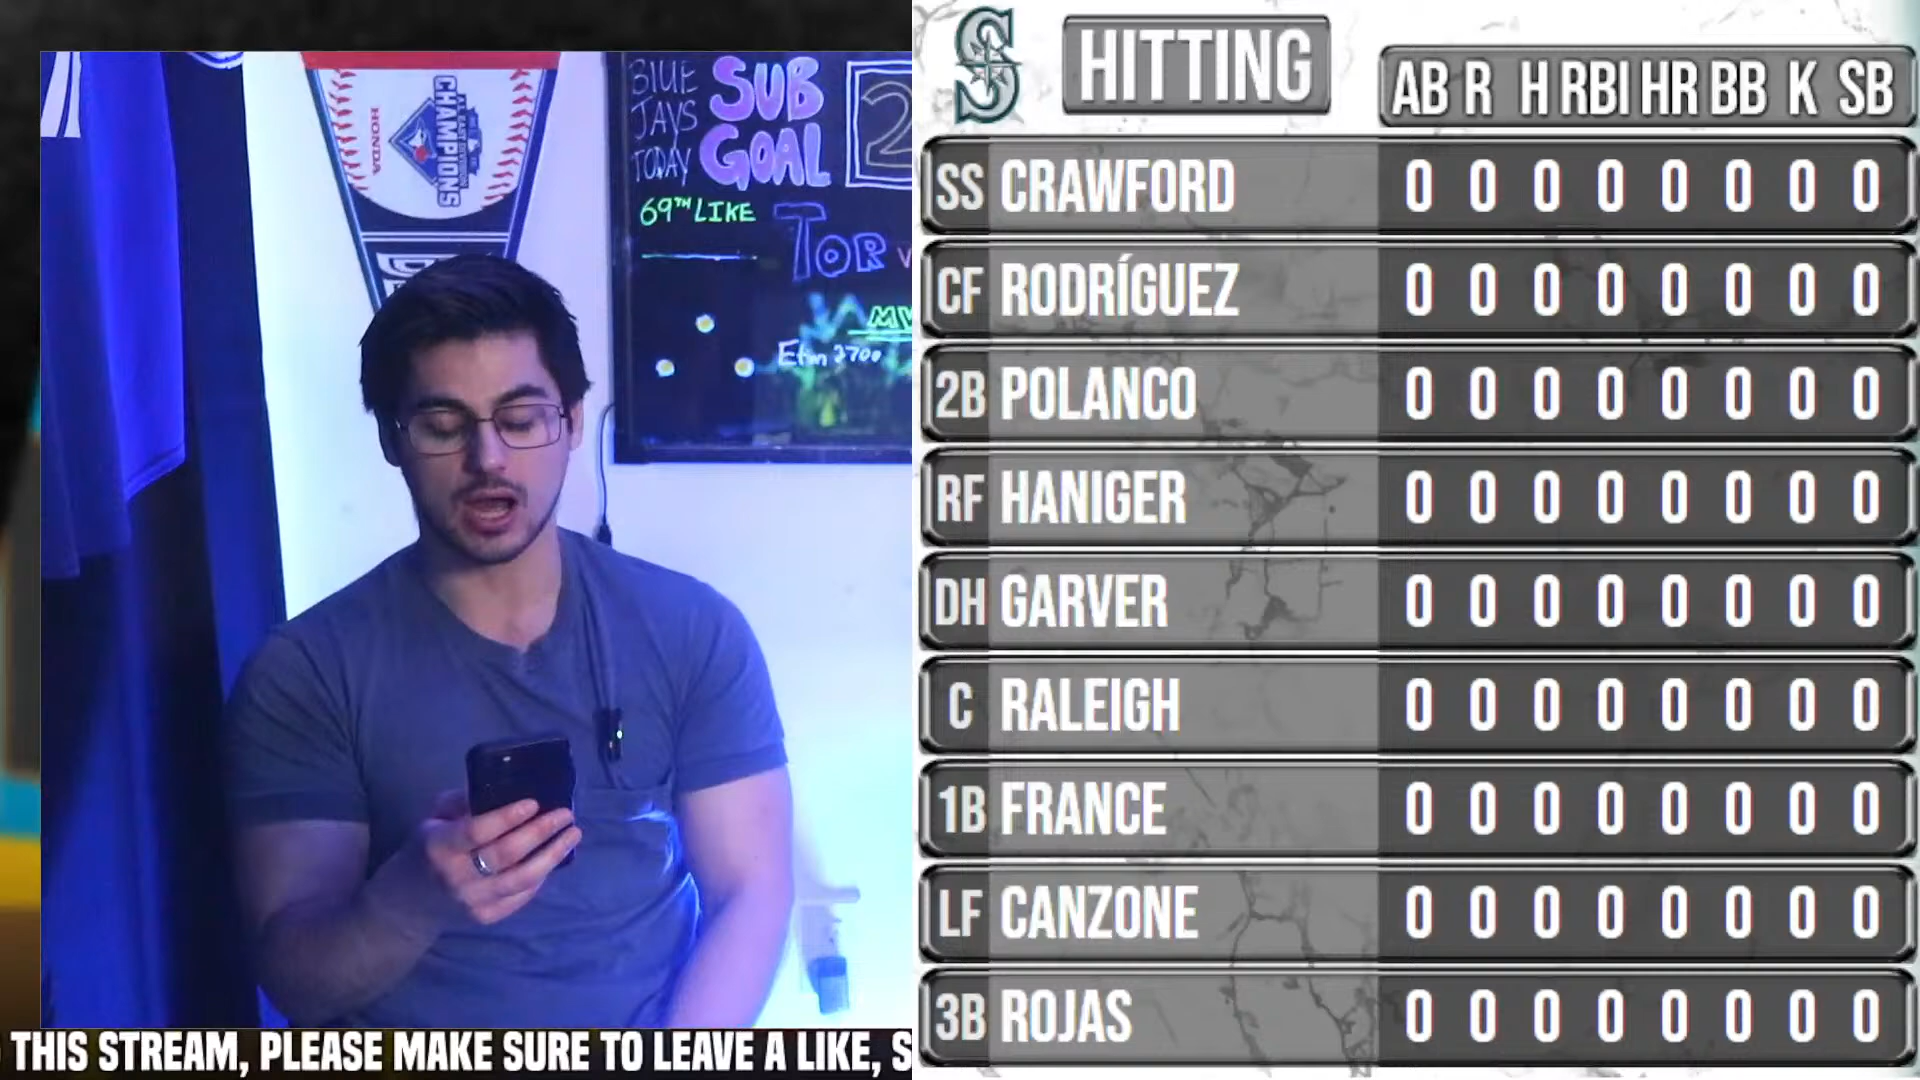 BLUE
JAYS
TODAY
SUB
GOAL
2
69TH LIKE
TOR V
MV
Etan 2700
HONDA
CHAMPIONS
THIS STREAM, PLEASE MAKE SURE TO LEAVE A LIKE, S
HITTING
AB R H RBI HR BB K SB
SS CRAWFORD 0 0 0 0 0 0 0 0
CF RODRÍGUEZ 0 0 0 0 0 0 0 0
2B POLANCO 0 0 0 0 0 0 0 0
RF HANIGER 0 0 0 0 0 0 0 0
DH GARVER 0 0 0 0 0 0 0 0
C RALEIGH 0 0 0 0 0 0 0 0
1B FRANCE 0 0 0 0 0 0 0 0
LF CANZONE 0 0 0 0 0 0 0 0
3B ROJAS 0 0 0 0 0 0 0 0